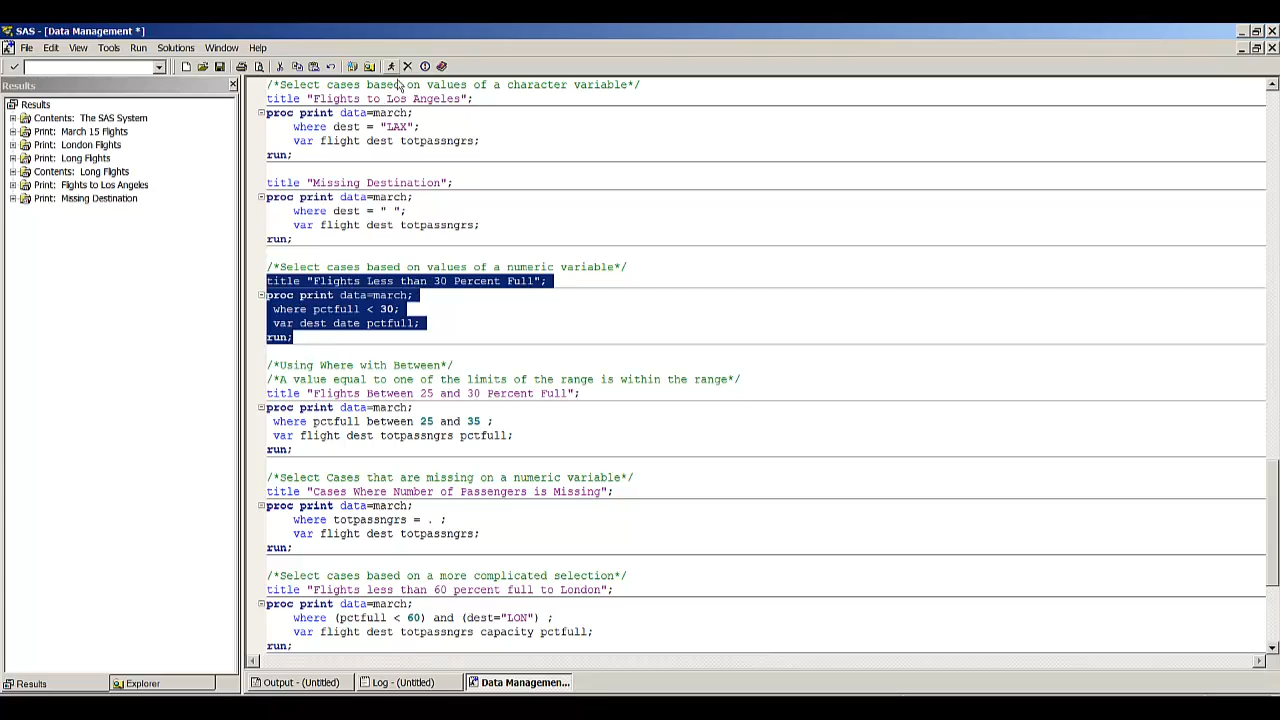 SAS - [Data Management *]
File Edit View Tools Run Solutions Window Help
Results
Results
Contents: The SAS System
Print: March 15 Flights
Print: London Flights
Print: Long Flights
Contents: Long Flights
Print: Flights to Los Angeles
Print: Missing Destination
/*Select cases based on values of a character variable*/
title "Flights to Los Angeles";
proc print data=march;
where dest = "LAX";
var flight dest totpassngrs;
run;
title "Missing Destination";
proc print data=march;
where dest = " ";
var flight dest totpassngrs;
run;
/*Select cases based on values of a numeric variable*/
title "Flights Less than 30 Percent Full";
proc print data=march;
where pctfull < 30;
var dest date pctfull;
run;
/*Using Where with Between*/
/*A value equal to one of the limits of the range is within the range*/
title "Flights Between 25 and 30 Percent Full";
proc print data=march;
where pctfull between 25 and 35 ;
var flight dest totpassngrs pctfull;
run;
/*Select Cases that are missing on a numeric variable*/
title "Cases Where Number of Passengers is Missing";
proc print data=march;
where totpassngrs = . ;
var flight dest totpassngrs;
run;
/*Select cases based on a more complicated selection*/
title "Flights less than 60 percent full to London";
proc print data=march;
where (pctfull < 60) and (dest="LON") ;
var flight dest totpassngrs capacity pctfull;
run;
Results Explorer Output - (Untitled) Log - (Untitled) Data Managemen...